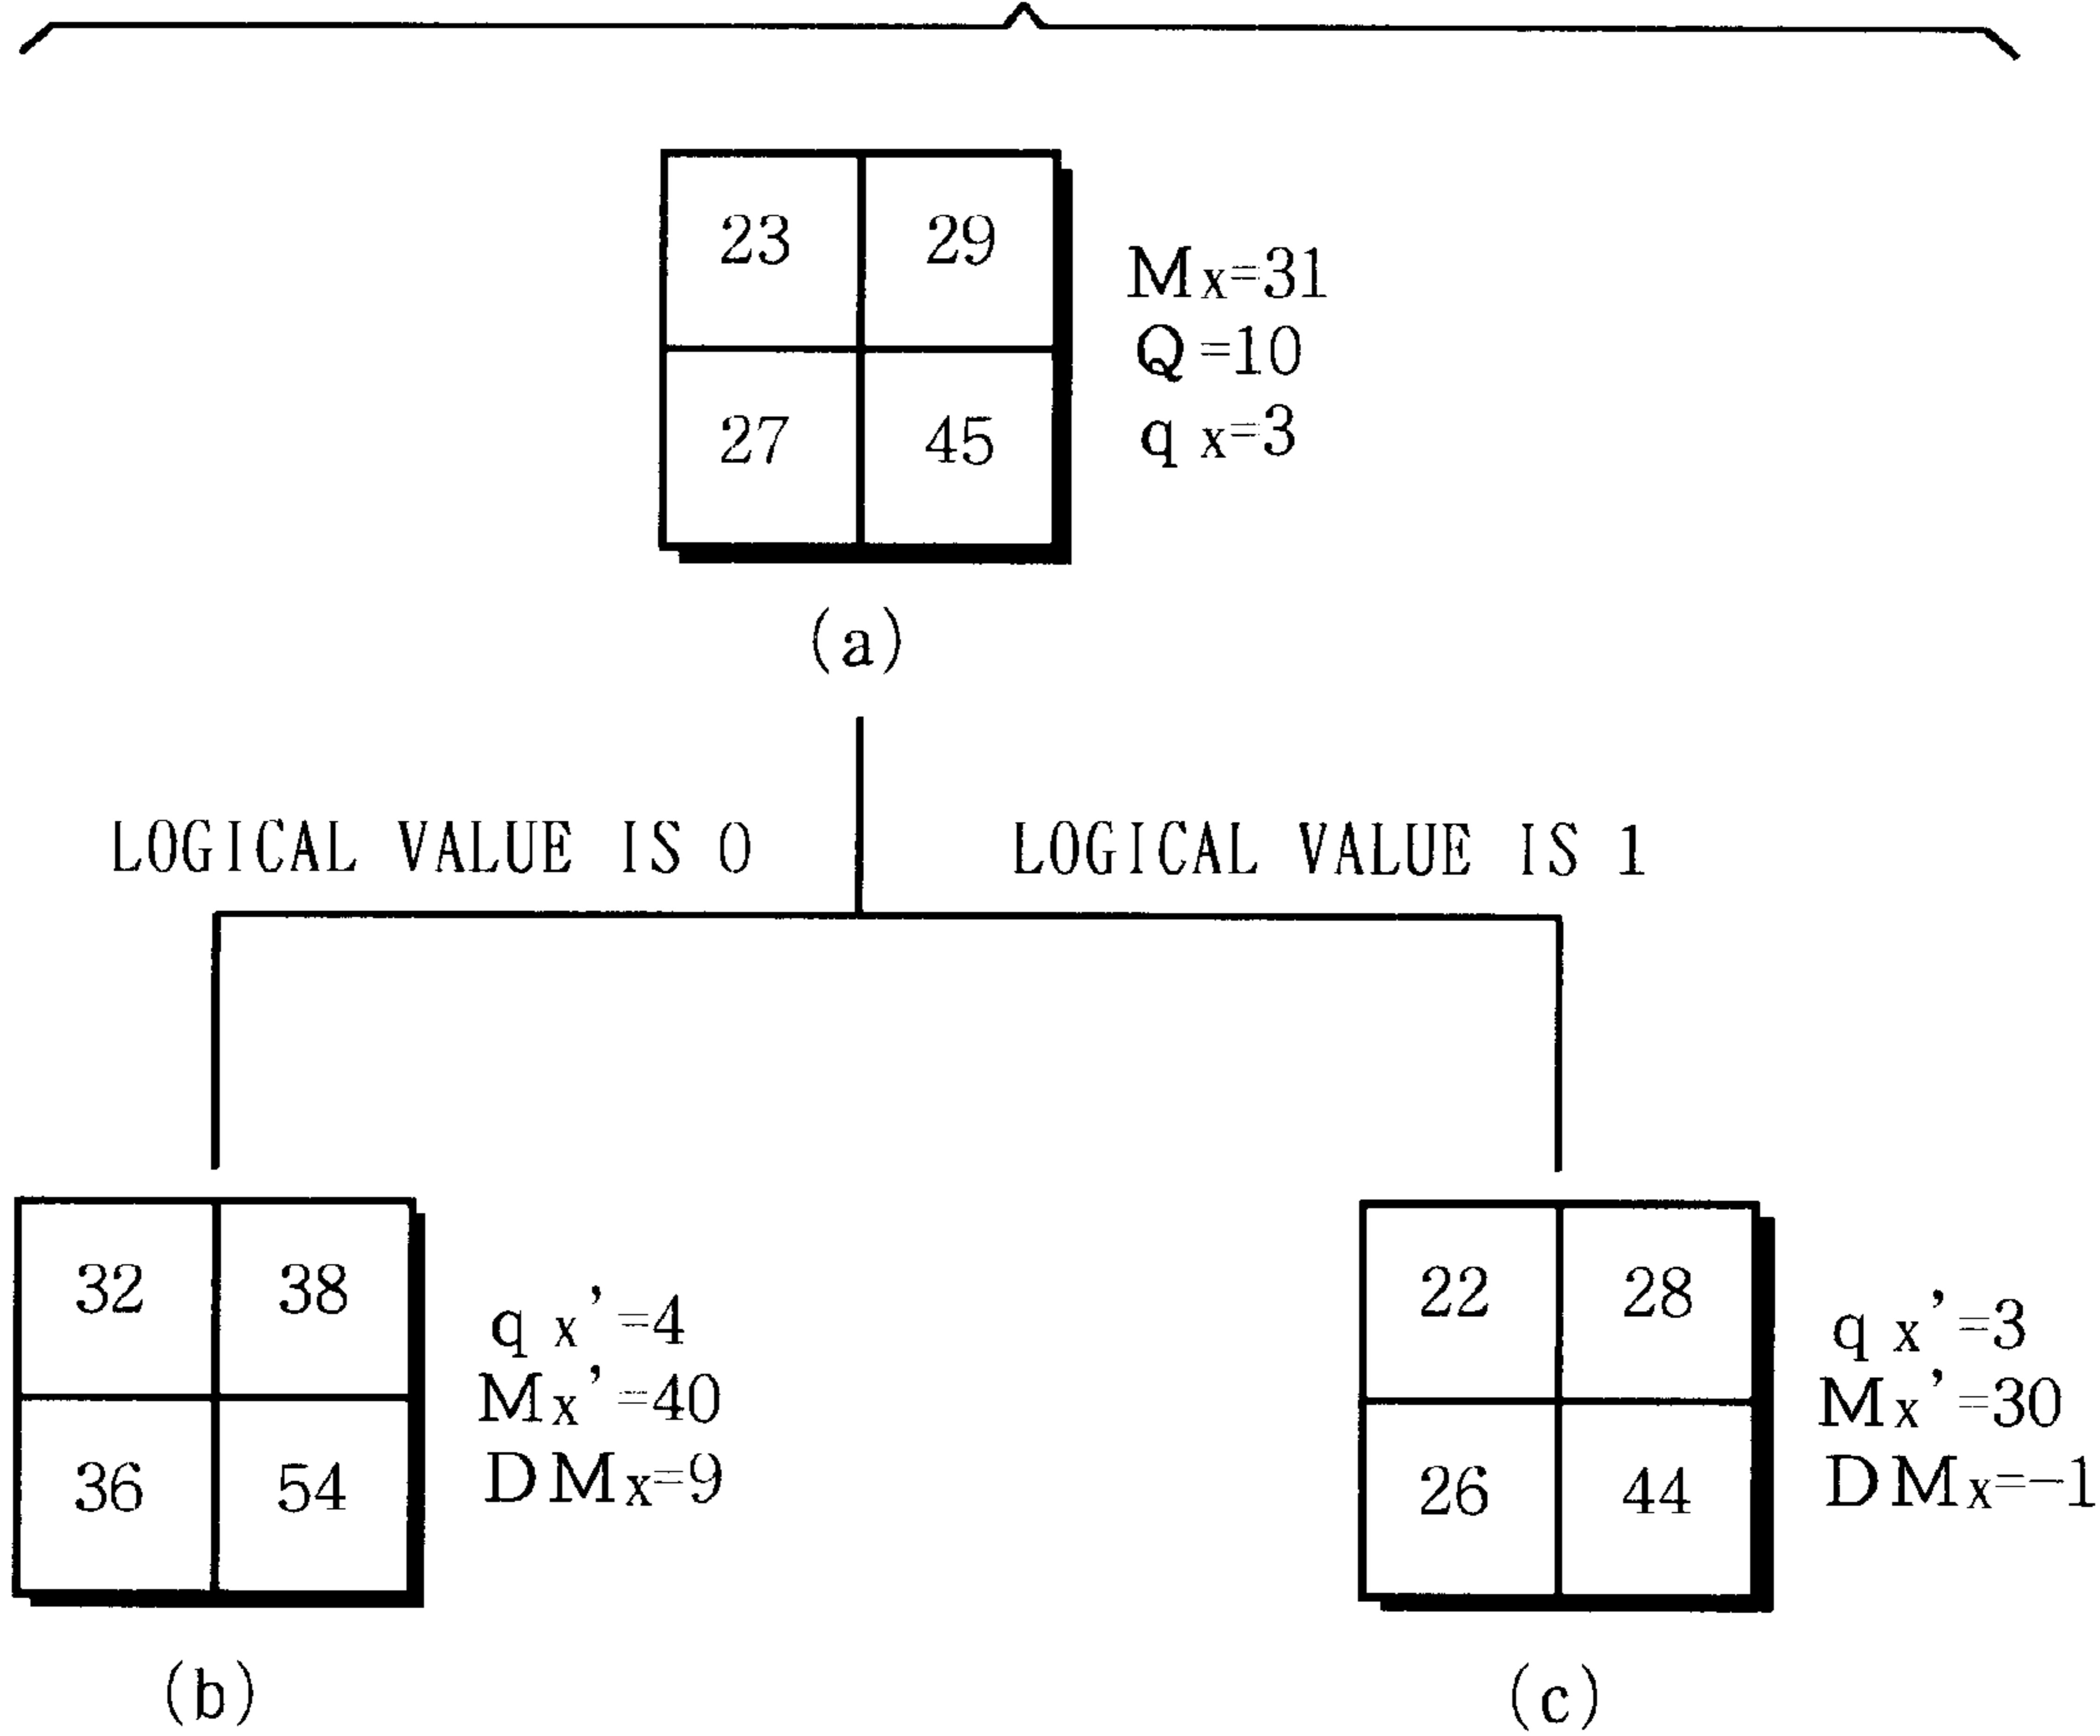 23 29
27 45
Mx=31
Q=10
qx=3
(a)
LOGICAL VALUE IS 0
LOGICAL VALUE IS 1
32 38
36 54
qx'=4
Mx'=40
DMx=9
(b)
22 28
26 44
qx'=3
Mx'=30
DMx=-1
(c)